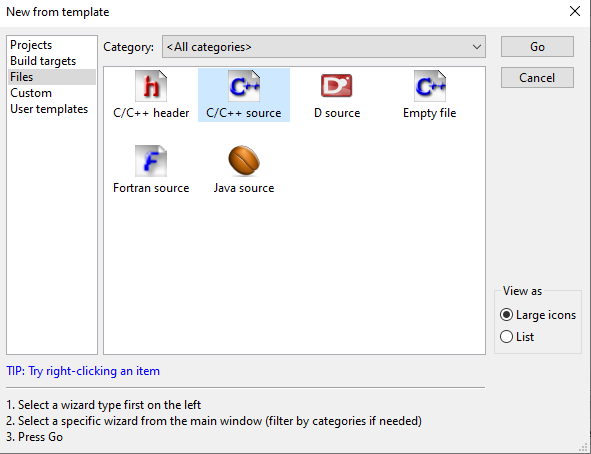 New from template
Projects
Build targets
Files
Custom
User templates
Category: <All categories>
Go
Cancel
h
C++
D
C++
C/C++ header
C/C++ source
D source
Empty file
F
Fortran source
Java source
View as
Large icons
List
TIP: Try right-clicking an item
1. Select a wizard type first on the left
2. Select a specific wizard from the main window (filter by categories if needed)
3. Press Go